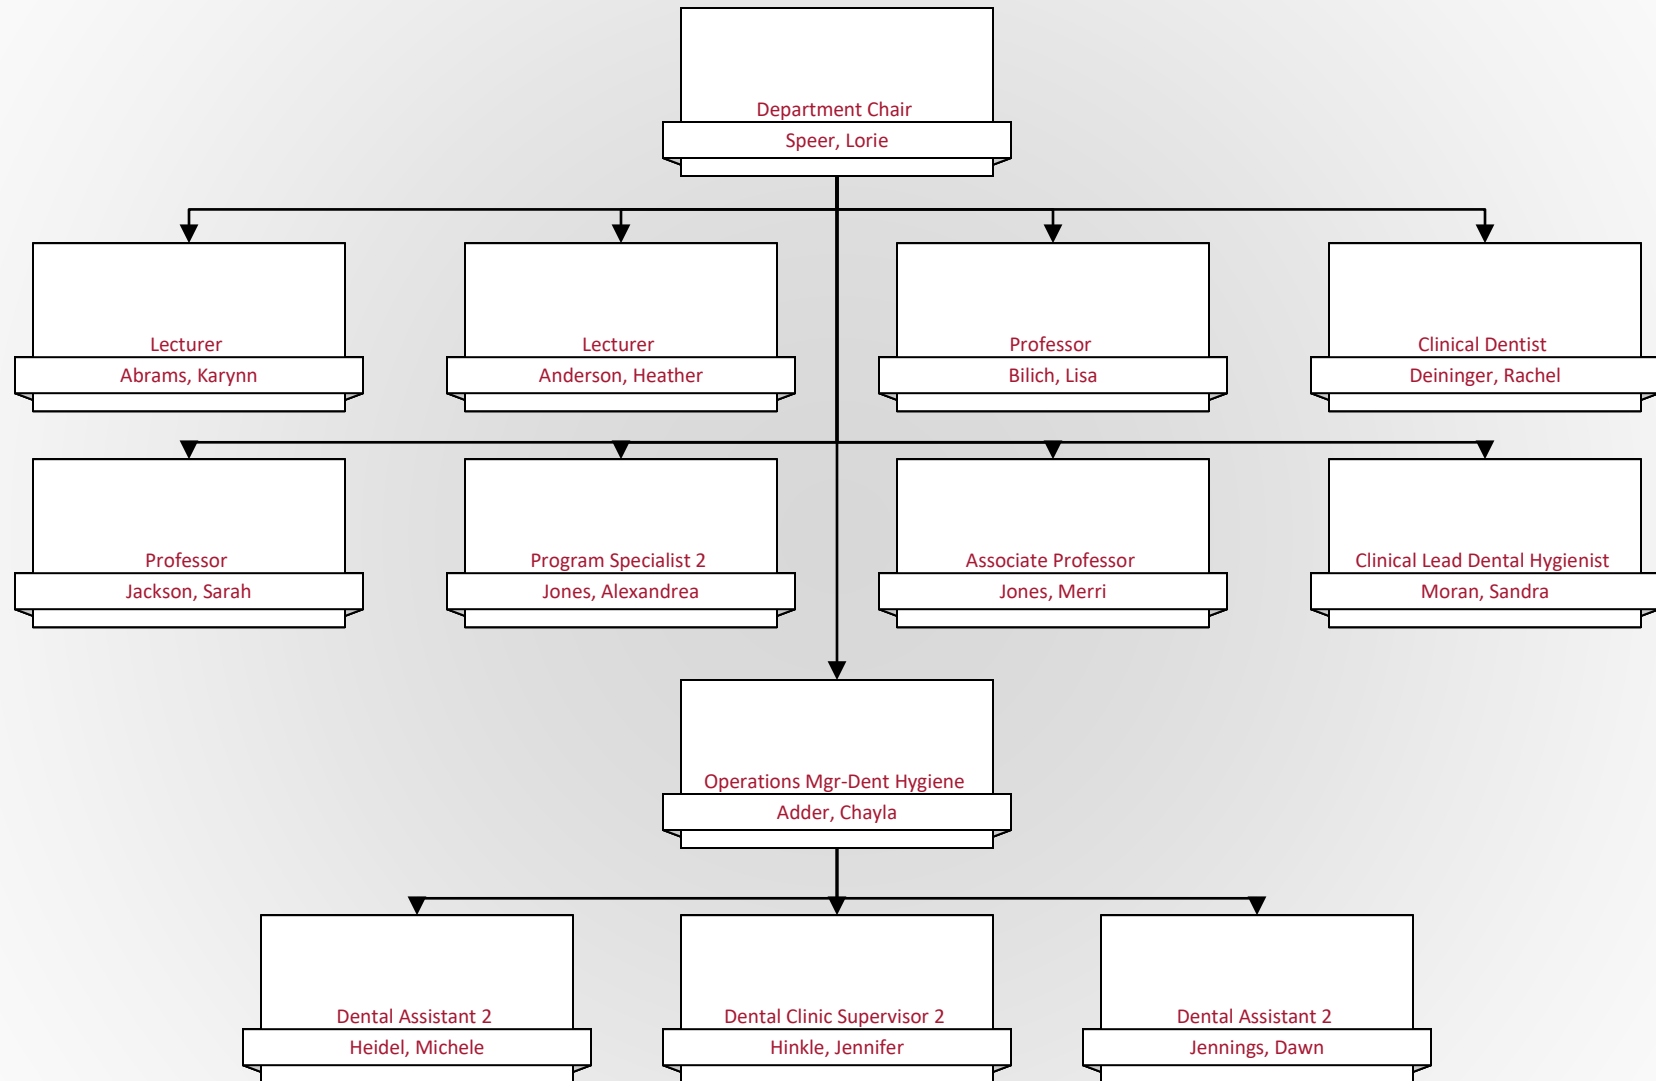 Department Chair
Speer, Lorie
Lecturer
Abrams, Karynn
Lecturer
Anderson, Heather
Professor
Bilich, Lisa
Clinical Dentist
Deininger, Rachel
Professor
Jackson, Sarah
Program Specialist 2
Jones, Alexandrea
Associate Professor
Jones, Merri
Clinical Lead Dental Hygienist
Moran, Sandra
Operations Mgr-Dent Hygiene
Adder, Chayla
Dental Assistant 2
Heidel, Michele
Dental Clinic Supervisor 2
Hinkle, Jennifer
Dental Assistant 2
Jennings, Dawn